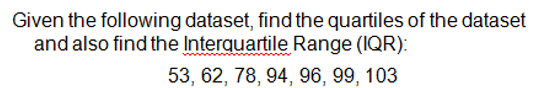 Given the following dataset, find the quartiles of the dataset
and also find the Interquartile Range (IQR):
53, 62, 78, 94, 96, 99, 103